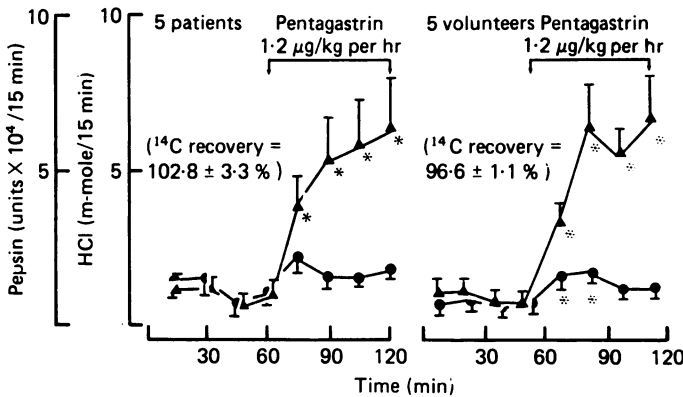 5 patients
Pentagastrin
1·2 µg/kg per hr
5 volunteers Pentagastrin
1·2 µg/kg per hr
10
10
5
5
Pepsin (units X 10⁴/15 min)
HCl (m-mole/15 min)
(¹⁴C recovery =
102·8 ± 3·3 %)
(¹⁴C recovery =
96·6 ± 1·1 %)
* * * *
* * * *
* *
30 60 90 120
30 60 90 120
Time (min)